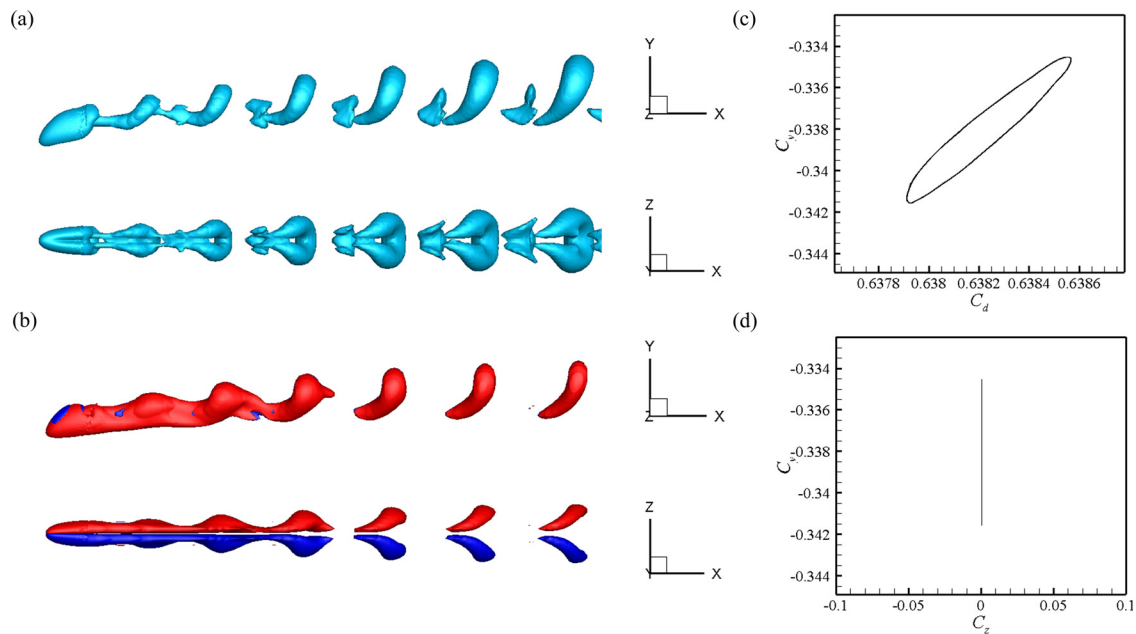 (a)
Y
Z
X
Z
Y
X
(b)
Y
Z
X
Z
Y
X
(c)
-0.334
-0.336
-0.338
-0.34
-0.342
-0.344
C_y
0.6378
0.638
0.6382
0.6384
0.6386
C_d
(d)
-0.334
-0.336
-0.338
-0.34
-0.342
-0.344
C_y
-0.1
-0.05
0
0.05
0.1
C_z